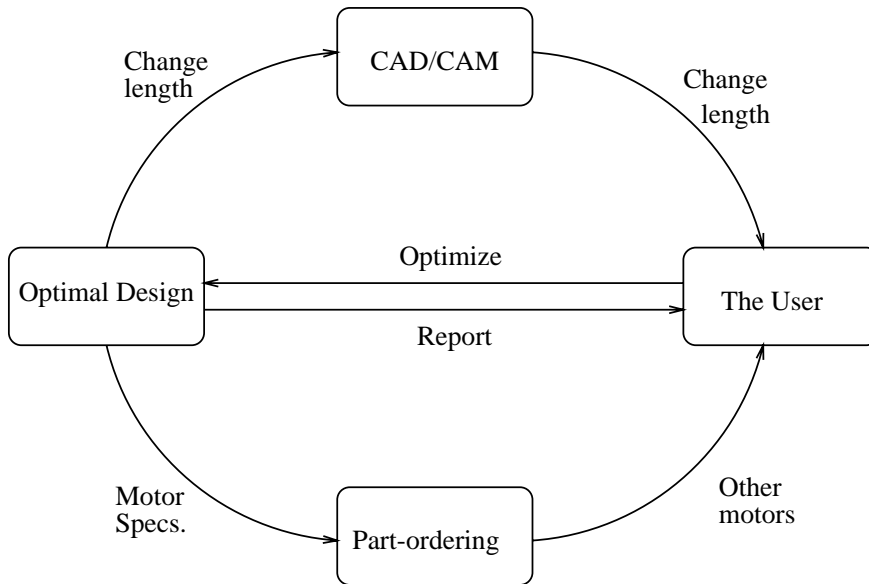 Change
length
CAD/CAM
Change
length
Optimal Design
Optimize
Report
The User
Motor
Specs.
Part-ordering
Other
motors